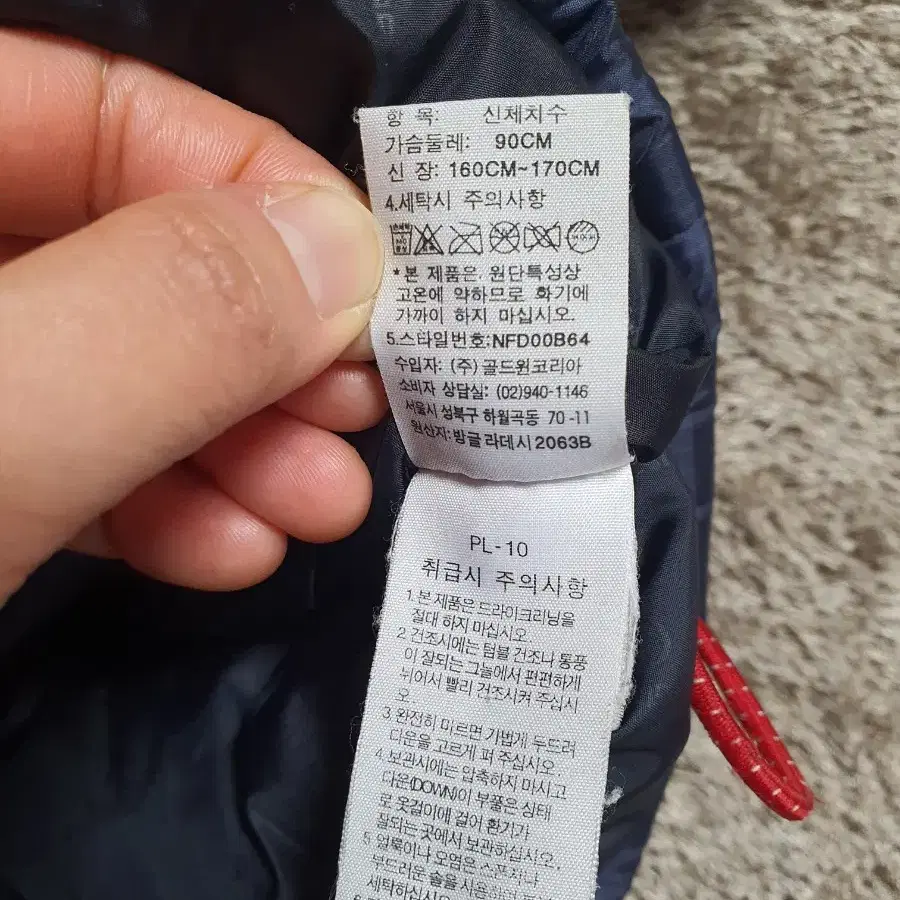 항 목: 신체치수
가슴둘레: 90CM
신 장: 160CM~170CM
4.세탁시 주의사항
*본 제품은 원단특성상
고온에 약하므로 화기에
가까이 하지 마십시오.
5.스타일번호:NFD00B64
수입자: (주) 골드윈코리아
소비자 상담실: (02)940-1146
서울시 성북구 하월곡동 70-11
원산지: 방글라데시2063B
PL-10
취급시 주의사항
1. 본 제품은 드라이크리닝을
절대 하지 마십시오
2. 건조시에는 텀블 건조나 통풍
이 잘되는 그늘에서 편편하게
뉘어서 빨리 건조시켜 주십시
오
3. 완전히 마르면 가볍게 두드려
다운을 고르게 펴 주십시오.
4. 보관시에는 압축하지 마시고
다운(DOWN)이 부풀은 상태
로 옷걸이에 걸어 환기가
잘되는 곳에서 보관하십시오.
5. 얼룩이나 오염은 스폰지나
부드러운 솔을 사용하여
세탁하십시오